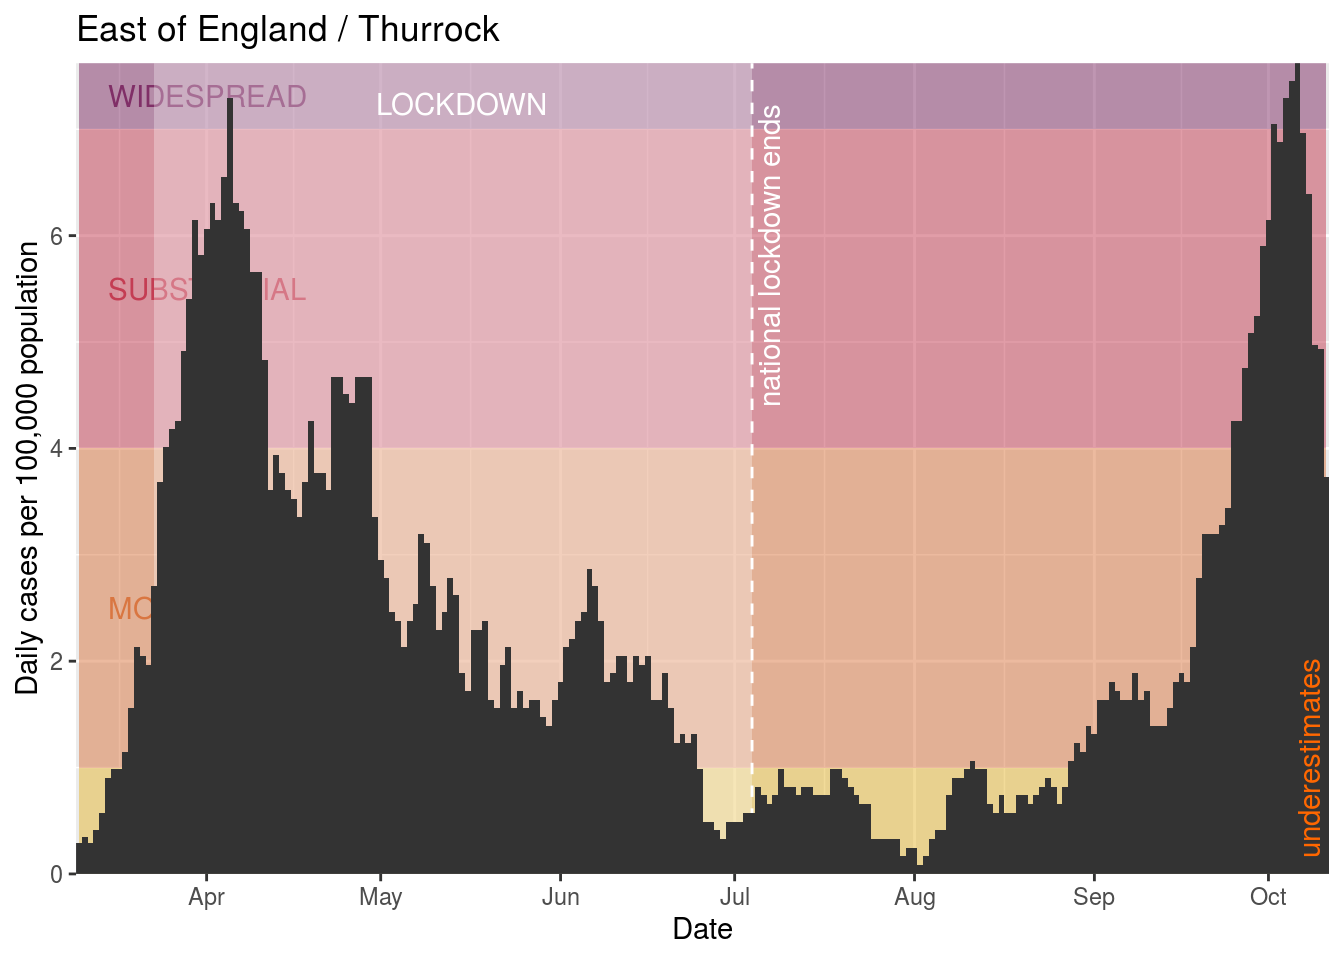 East of England / Thurrock
WIDESPREAD
LOCKDOWN
national lockdown ends
6
4
2
0
Daily cases per 100,000 population
underestimates
Apr May Jun Jul Aug Sep Oct
Date